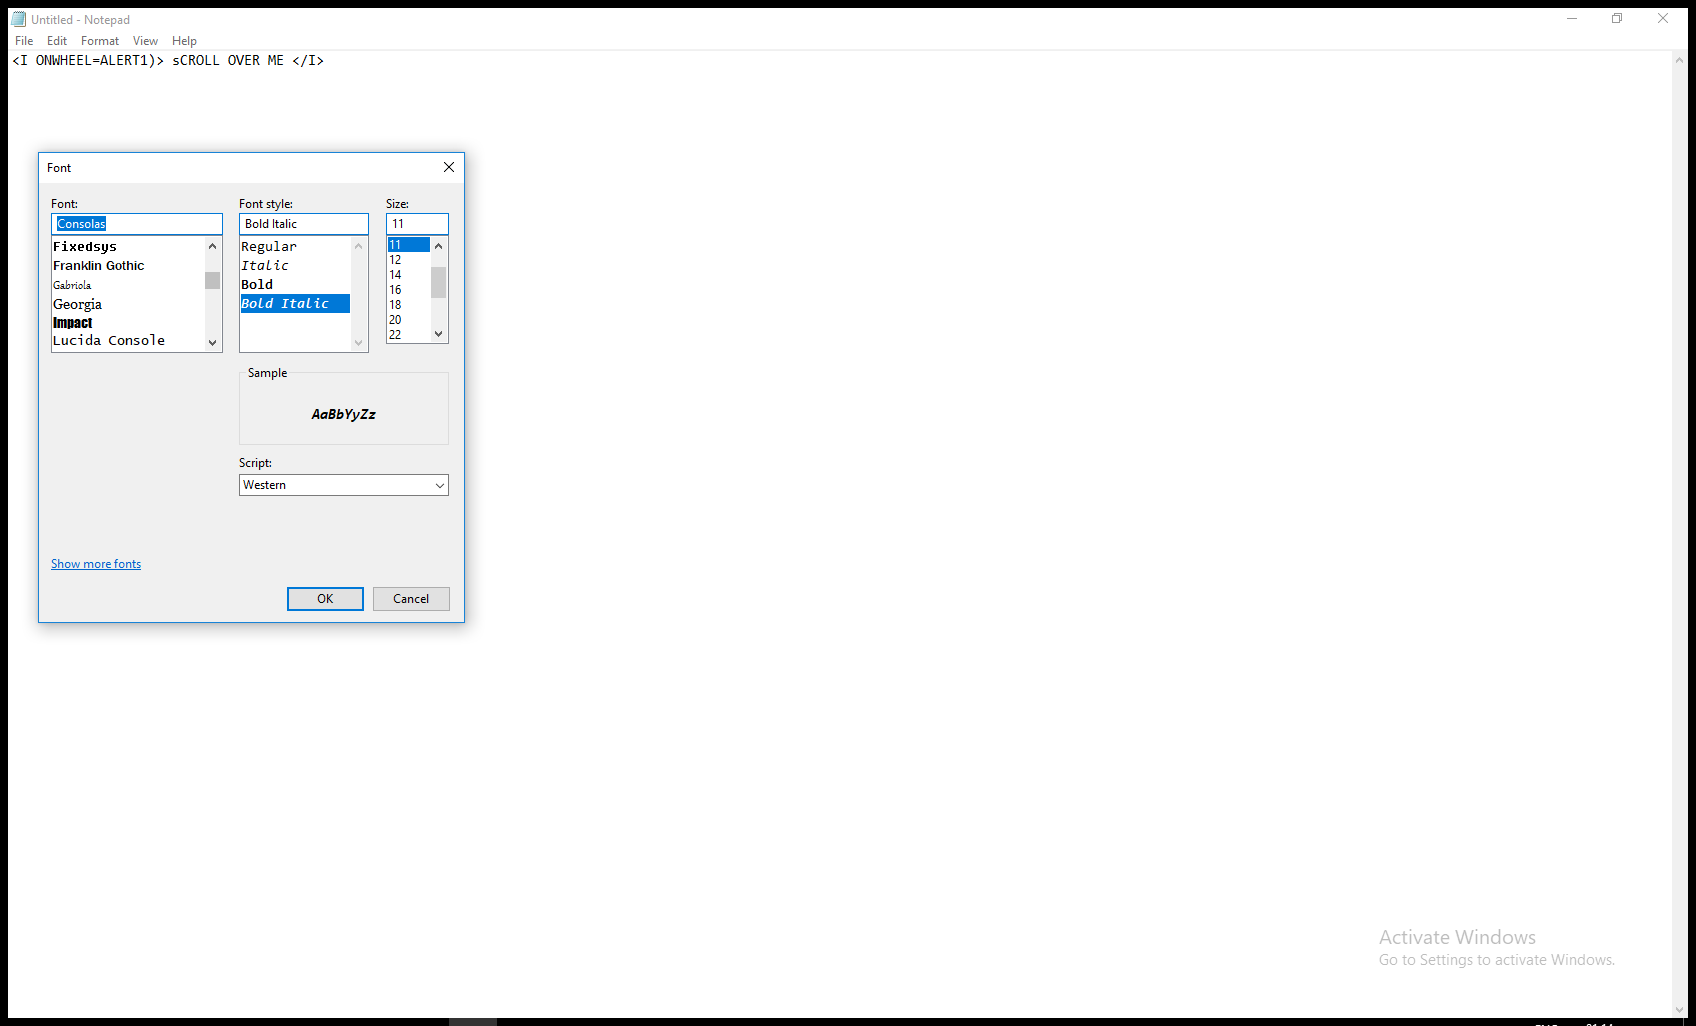 Untitled - Notepad
File Edit Format View Help
<I ONWHEEL=ALERT1)> sCROLL OVER ME </I>
Font
Font: Font style: Size:
Consolas Bold Italic 11
Fixedsys
Franklin Gothic
Gabriola
Georgia
Impact
Lucida Console
Regular
Italic
Bold
Bold Italic
11
12
14
16
18
20
22
Sample
AaBbYyZz
Script:
Western
Show more fonts
OK Cancel
Activate Windows
Go to Settings to activate Windows.